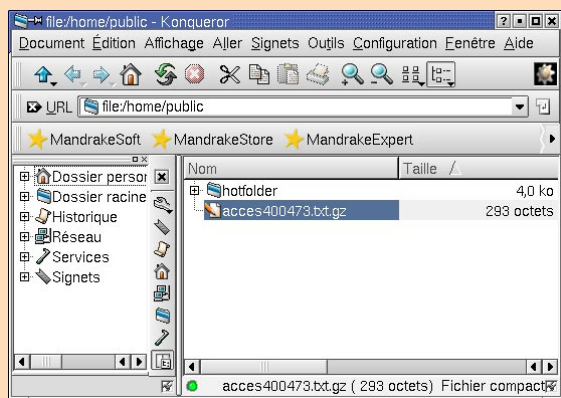 file:/home/public - Konqueror
Document Édition Affichage Aller Signets Outils Configuration Fenêtre Aide
URL file:/home/public
MandrakeSoft MandrakeStore MandrakeExpert
Nom Taille
Dossier persor
Dossier racine
Historique
Réseau
Services
Signets
hotfolder 4,0 ko
acces400473.txt.gz 293 octets
acces400473.txt.gz ( 293 octets) Fichier compact